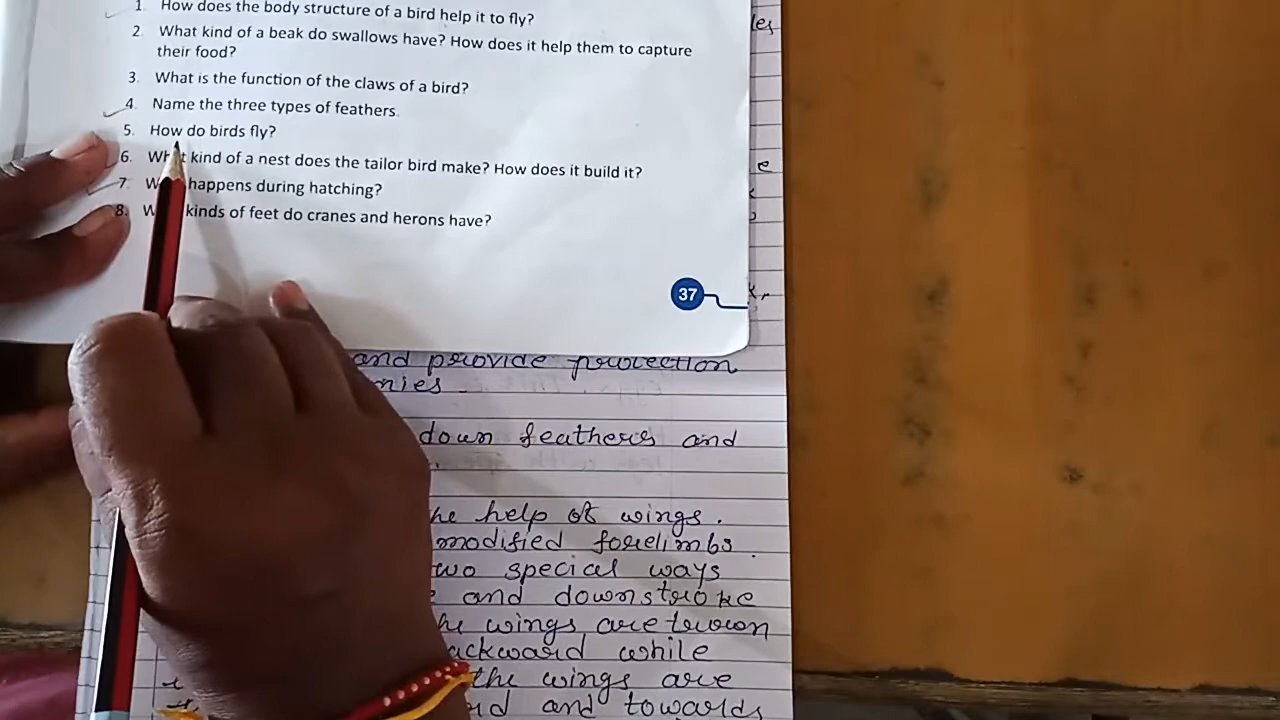 1. How does the body structure of a bird help it to fly?
2. What kind of a beak do swallows have? How does it help them to capture
their food?
3. What is the function of the claws of a bird?
4. Name the three types of feathers.
5. How do birds fly?
6. What kind of a nest does the tailor bird make? How does it build it?
7. happens during hatching?
8. kinds of feet do cranes and herons have?
37
and provide protection
mies.
down feathers and
he help of wings.
modified forelimbs.
two special ways
and downstroke
he wings are
ackward while
the wings are
and towards